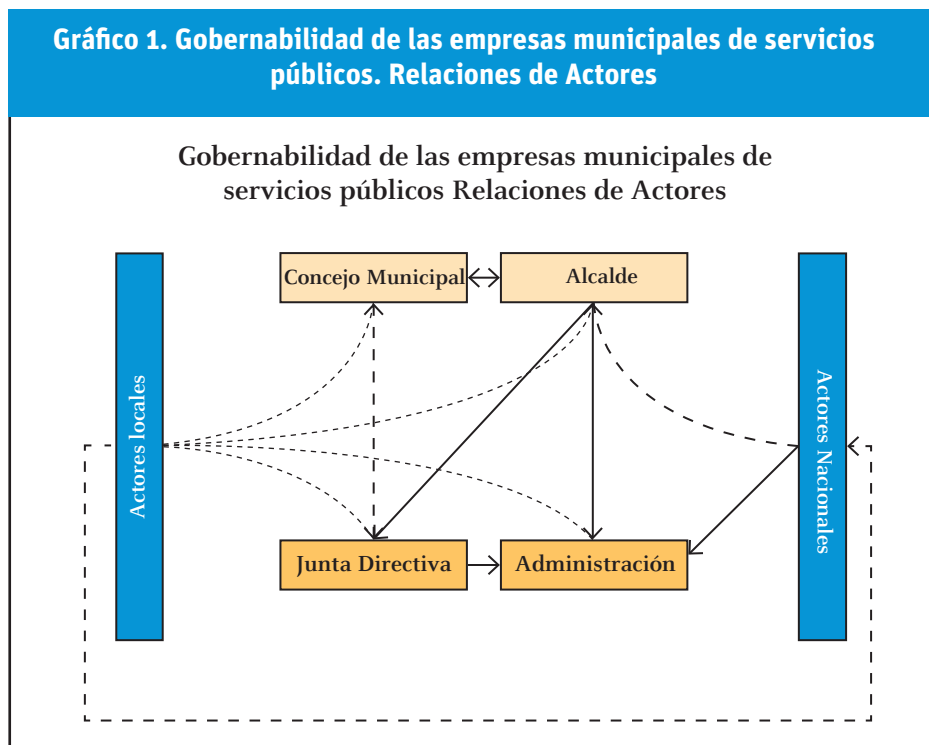 Gráfico 1. Gobernabilidad de las empresas municipales de servicios
públicos. Relaciones de Actores
Gobernabilidad de las empresas municipales de
servicios públicos Relaciones de Actores
Concejo Municipal
Alcalde
Actores locales
Actores Nacionales
Junta Directiva
Administración